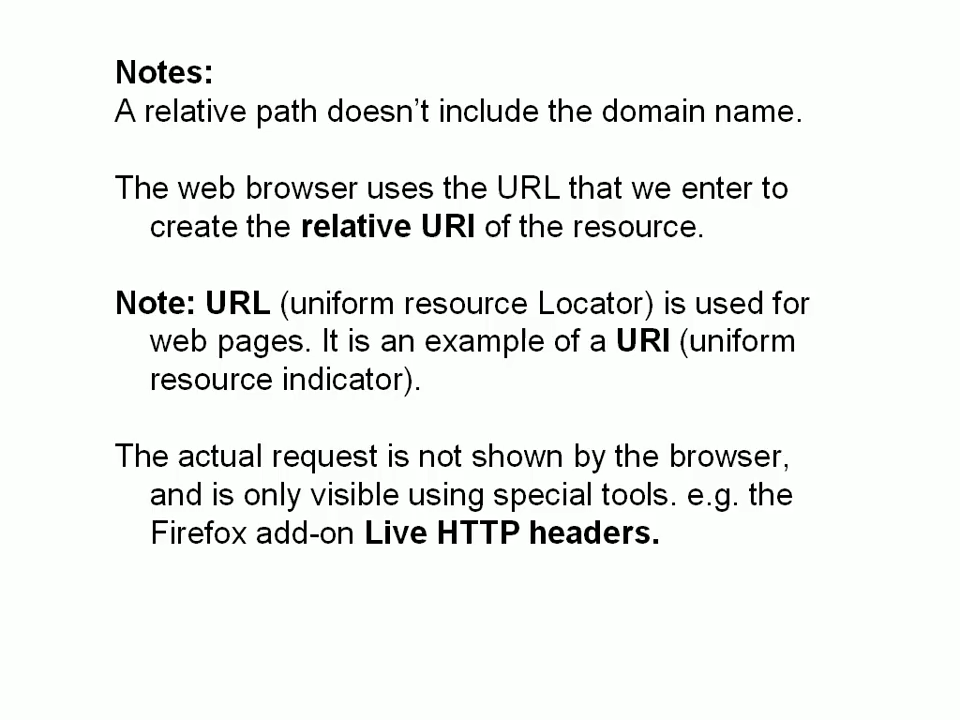 Notes:
A relative path doesn’t include the domain name.
The web browser uses the URL that we enter to
create the relative URI of the resource.
Note: URL (uniform resource Locator) is used for
web pages. It is an example of a URI (uniform
resource indicator).
The actual request is not shown by the browser,
and is only visible using special tools. e.g. the
Firefox add-on Live HTTP headers.